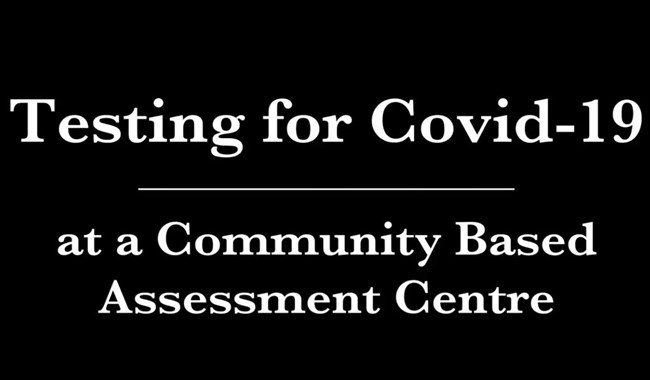 Testing for Covid-19
at a Community Based
Assessment Centre